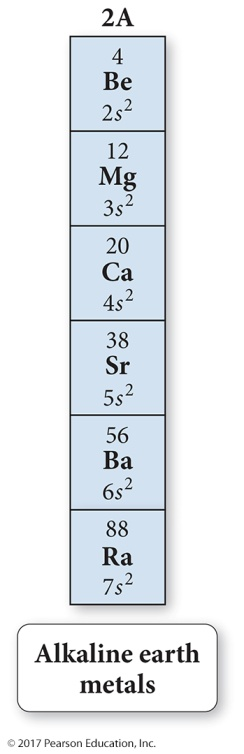 2A
4
Be
2s²
12
Mg
3s²
20
Ca
4s²
38
Sr
5s²
56
Ba
6s²
88
Ra
7s²
Alkaline earth
metals
© 2017 Pearson Education, Inc.